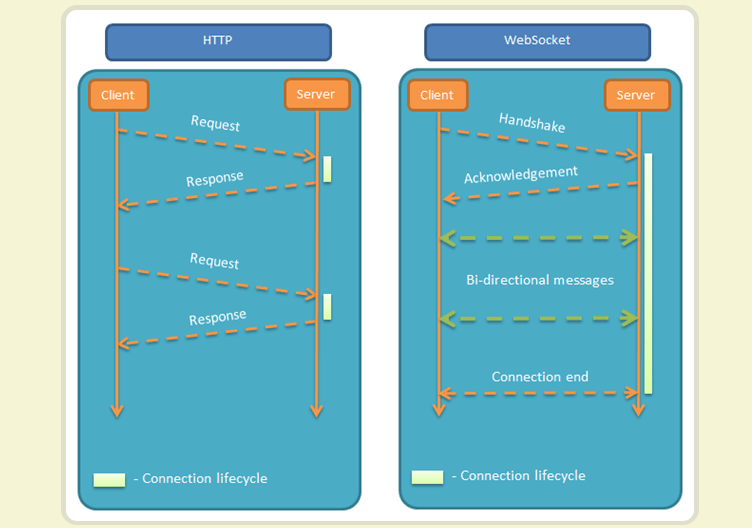 HTTP
Client
Server
Request
Response
Request
Response
- Connection lifecycle
WebSocket
Client
Server
Handshake
Acknowledgement
Bi-directional messages
Connection end
- Connection lifecycle